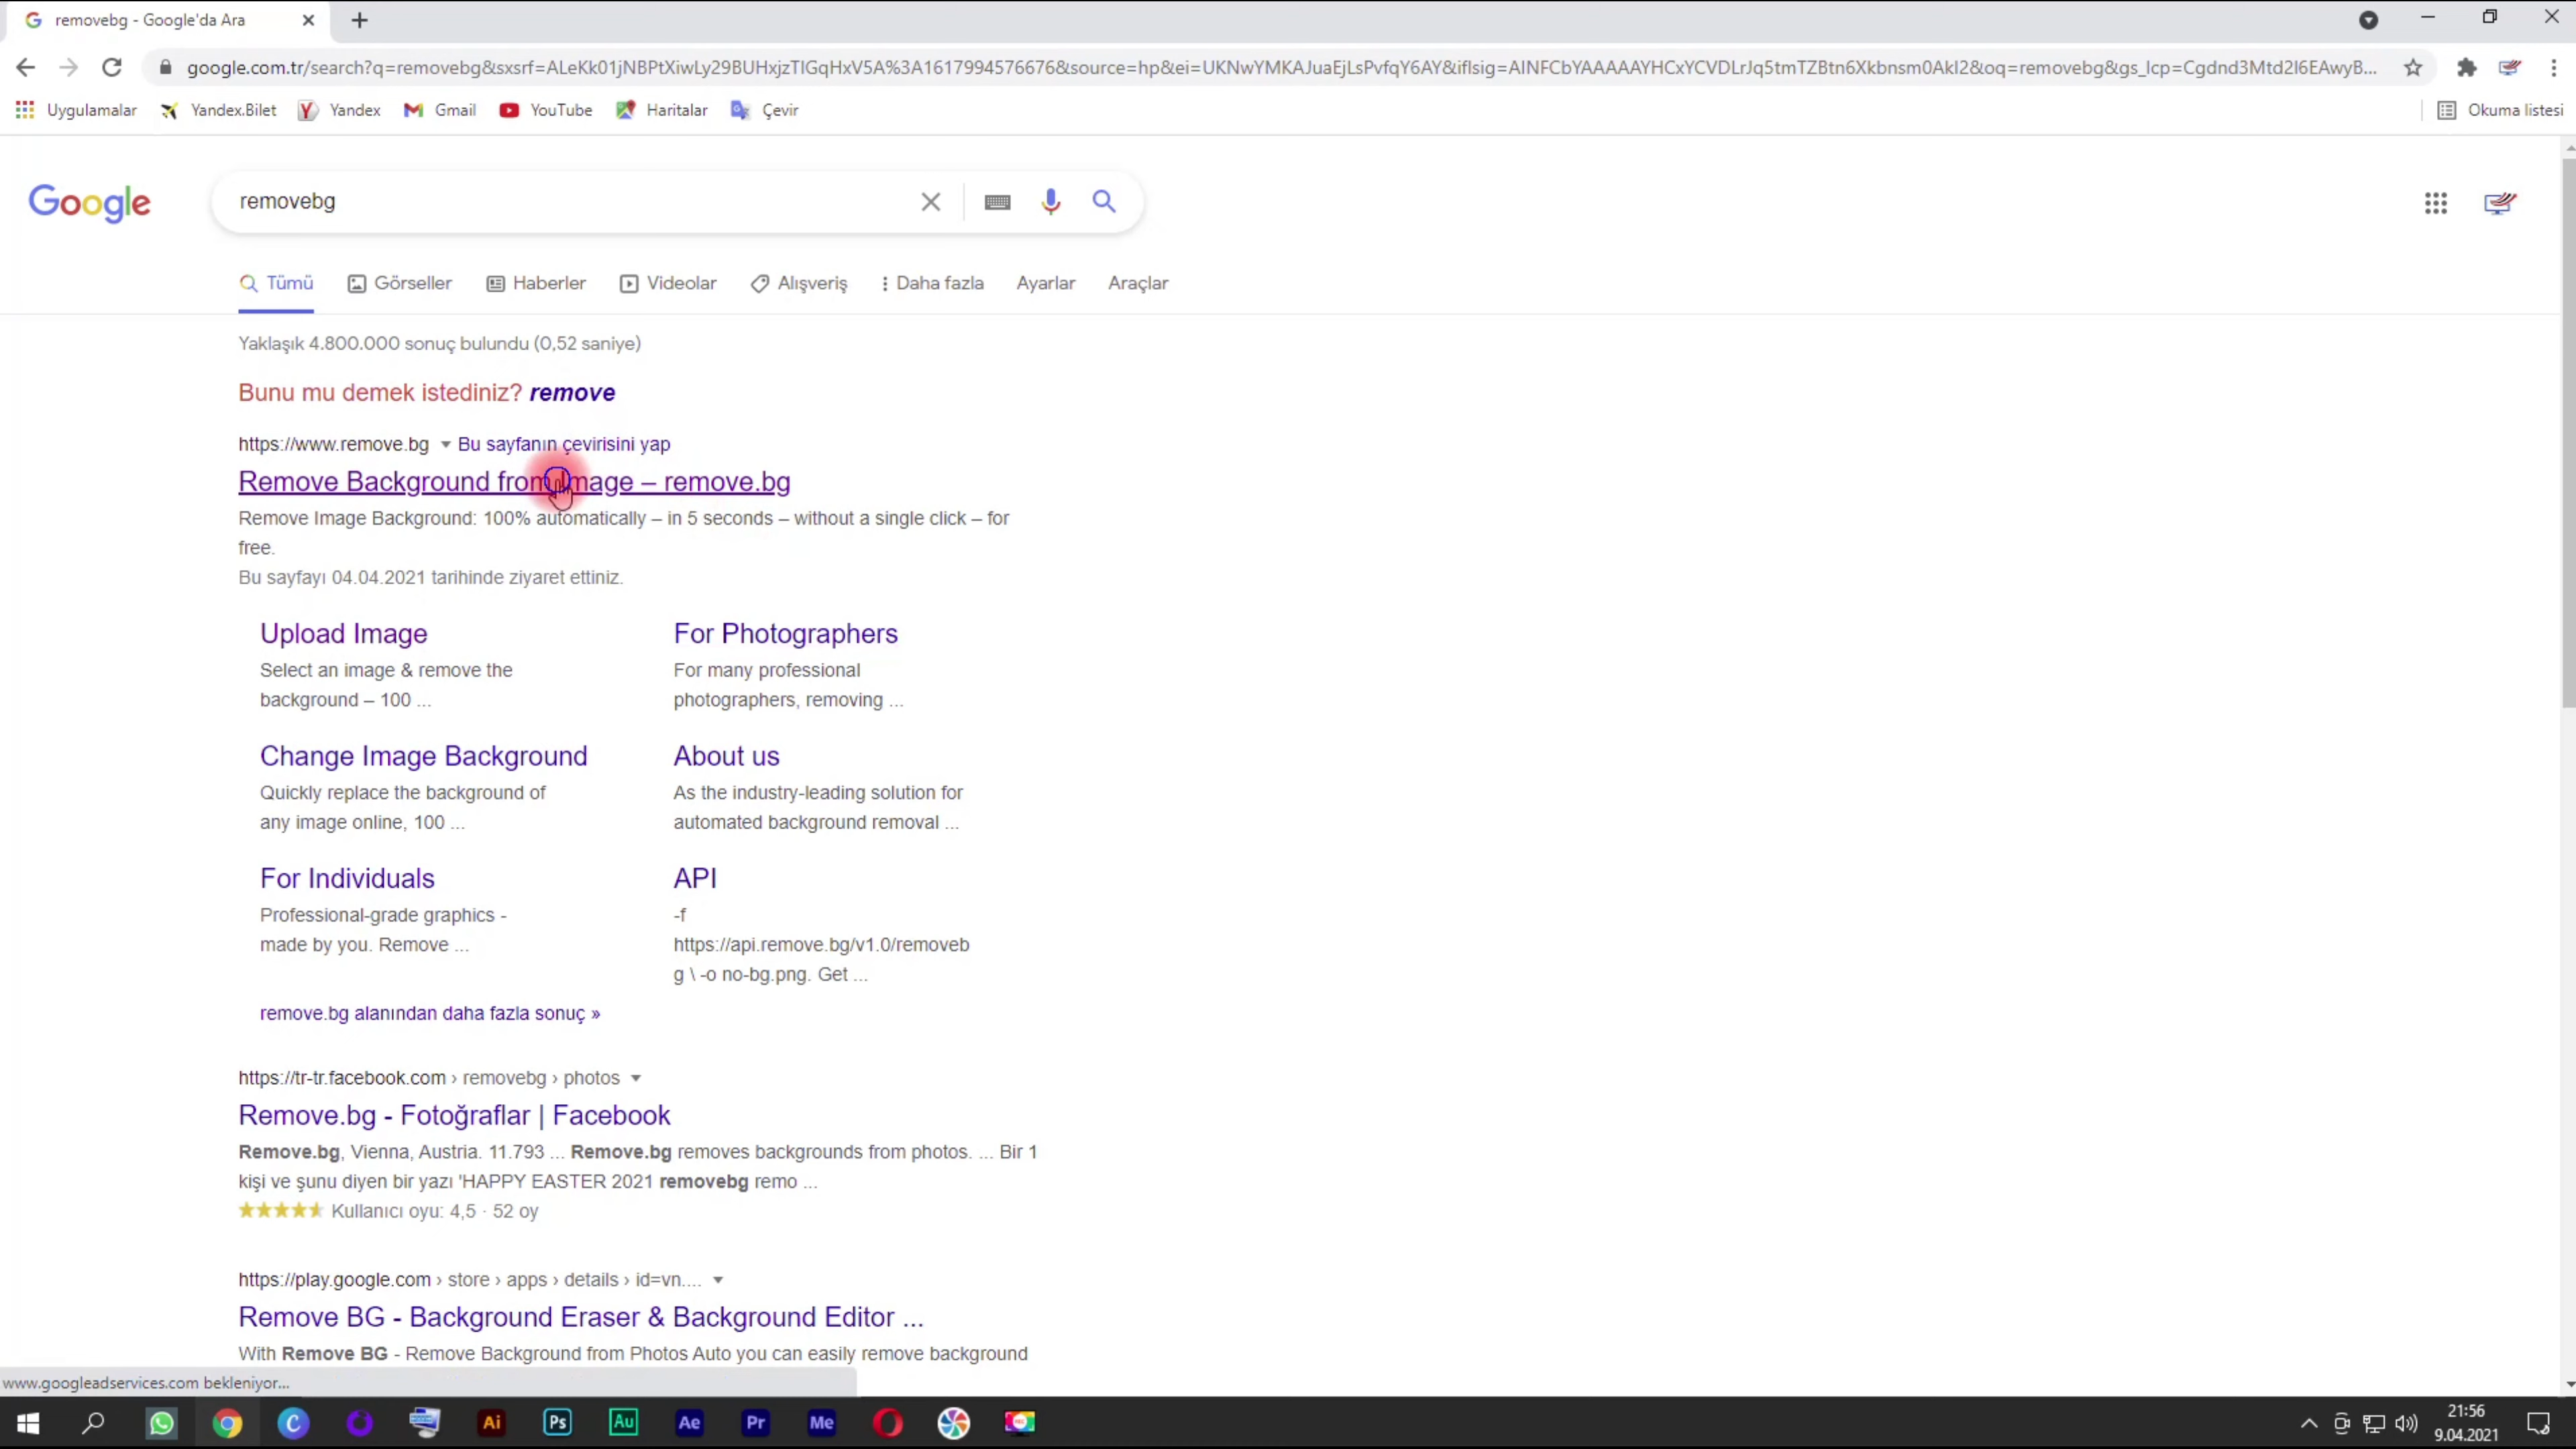 removebg - Google'da Ara
google.com.tr/search?q=removebg&sxsrf=ALeKk01jNBPtXiwLy29BUHxjzTlGqHxV5A%3A1617994576676&source=hp&ei=UKNwYMKAJuaEjLsPvfqY6AY&iflsig=AINFCbYAAAAAYHCxYCVDLrJq5tmTZBtn6Xkbnsm0AkI2&oq=removebg&gs_lcp=Cgdnd3Mtd2l6EAwyB...
Uygulamalar Yandex.Bilet Yandex Gmail YouTube Haritalar Çevir Okuma listesi
Google removebg
Tümü Görseller Haberler Videolar Alışveriş Daha fazla Ayarlar Araçlar
Yaklaşık 4.800.000 sonuç bulundu (0,52 saniye)
Bunu mu demek istediniz? remove
https://www.remove.bg Bu sayfanın çevirisini yap
Remove Background from Image – remove.bg
Remove Image Background: 100% automatically – in 5 seconds – without a single click – for
free.
Bu sayfayı 04.04.2021 tarihinde ziyaret ettiniz.
Upload Image
Select an image & remove the
background – 100 ...
For Photographers
For many professional
photographers, removing ...
Change Image Background
Quickly replace the background of
any image online, 100 ...
About us
As the industry-leading solution for
automated background removal ...
For Individuals
Professional-grade graphics -
made by you. Remove ...
API
-f
https://api.remove.bg/v1.0/removeb
g \ -o no-bg.png. Get ...
remove.bg alanından daha fazla sonuç »
https://tr-tr.facebook.com › removebg › photos
Remove.bg - Fotoğraflar | Facebook
Remove.bg, Vienna, Austria. 11.793 ... Remove.bg removes backgrounds from photos. ... Bir 1
kişi ve şunu diyen bir yazı 'HAPPY EASTER 2021 removebg remo ...
Kullanıcı oyu: 4,5 · 52 oy
https://play.google.com › store › apps › details › id=vn....
Remove BG - Background Eraser & Background Editor ...
With Remove BG - Remove Background from Photos Auto you can easily remove background
www.googleadservices.com bekleniyor...
C Ai Ps Au Ae Pr Me
21:56
9.04.2021